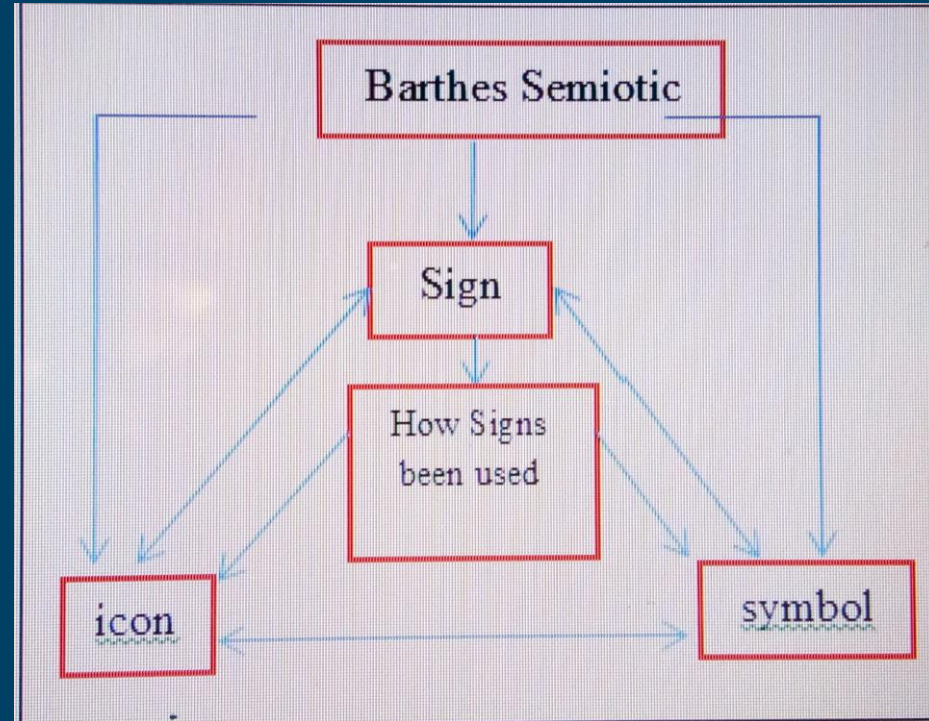 Barthes Semiotic
Sign
How Signs
been used
icon
symbol